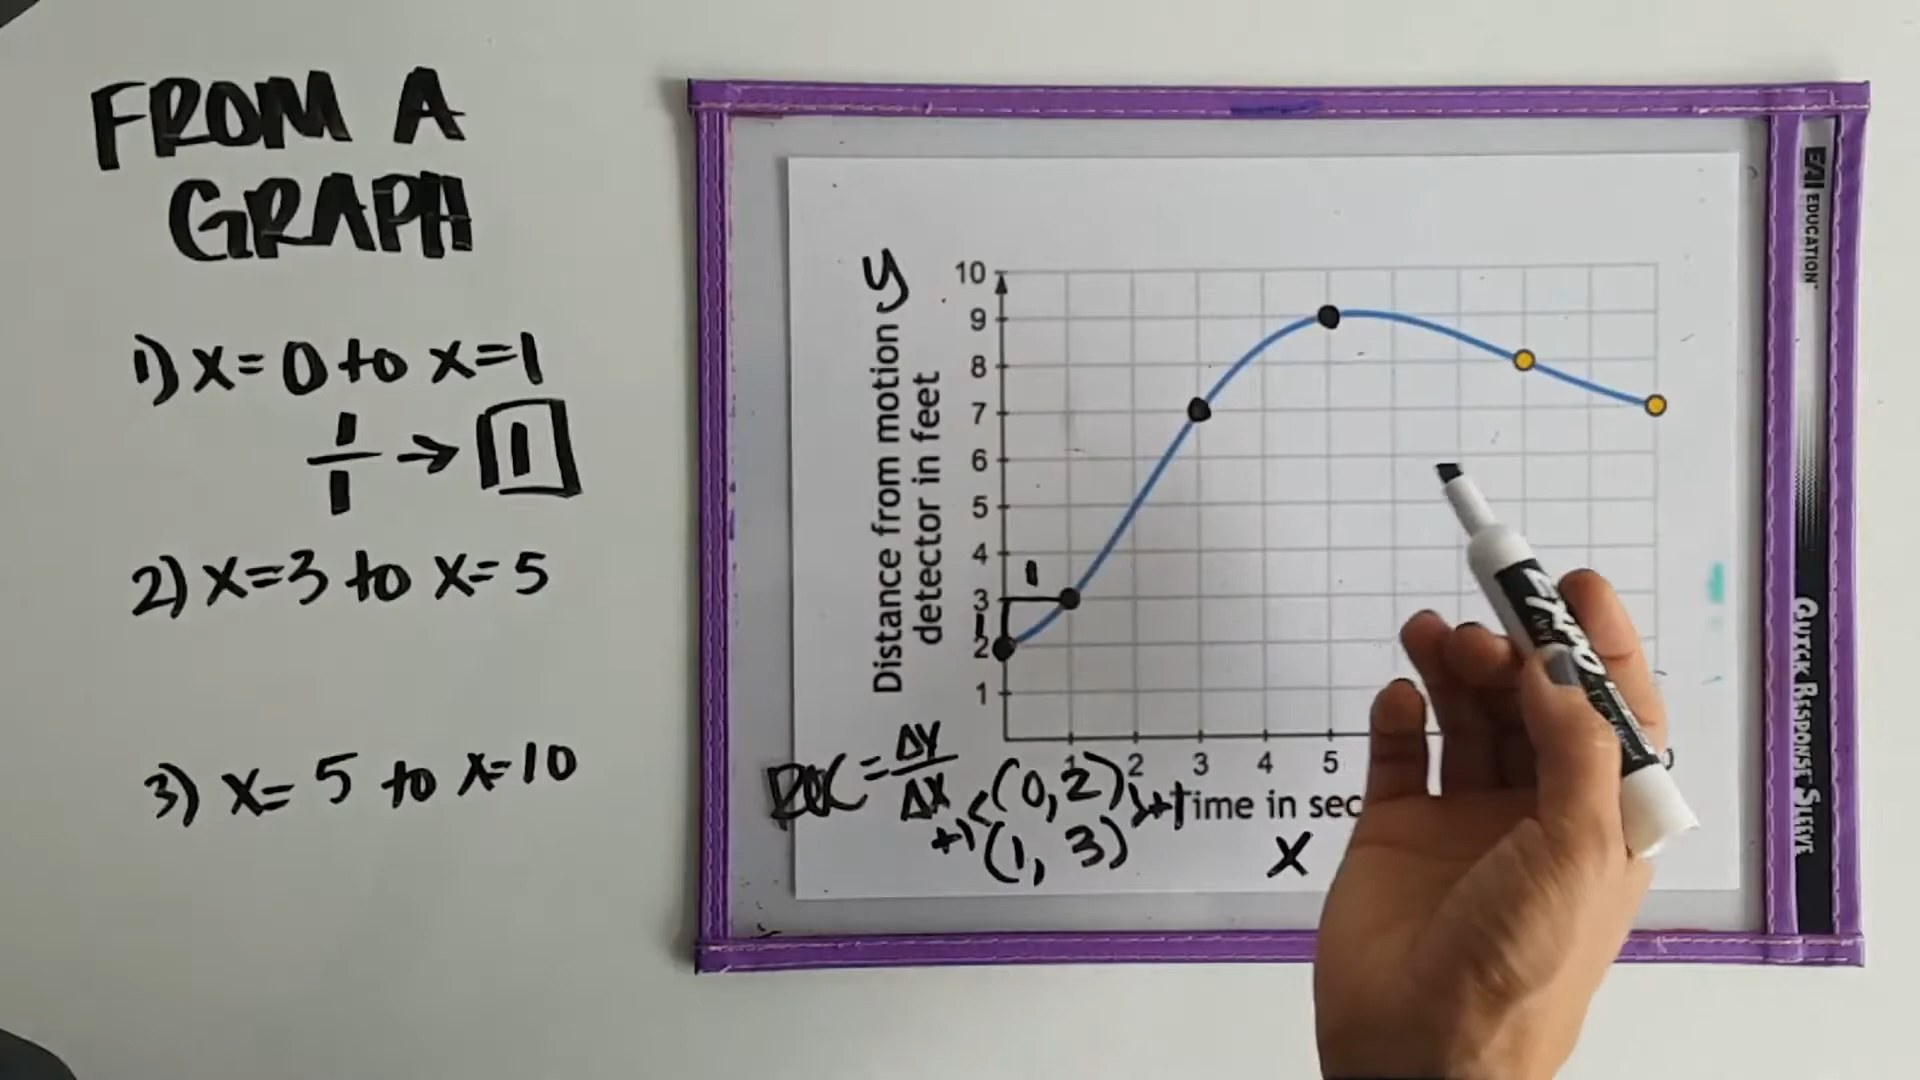 FROM A
GRAPH
1) x = 0 to x = 1
1/1 → 1
2) x = 3 to x = 5
3) x = 5 to x = 10
y
Distance from motion
detector in feet
10
9
8
7
6
5
4
3
2
1
1
1
1 2 3 4 5
Time in sec
x
ROC = ΔY/ΔX
(0, 2)
+1 +1
(1, 3)
EXPO
EAI EDUCATION
QUICK RESPONSE SLEEVE